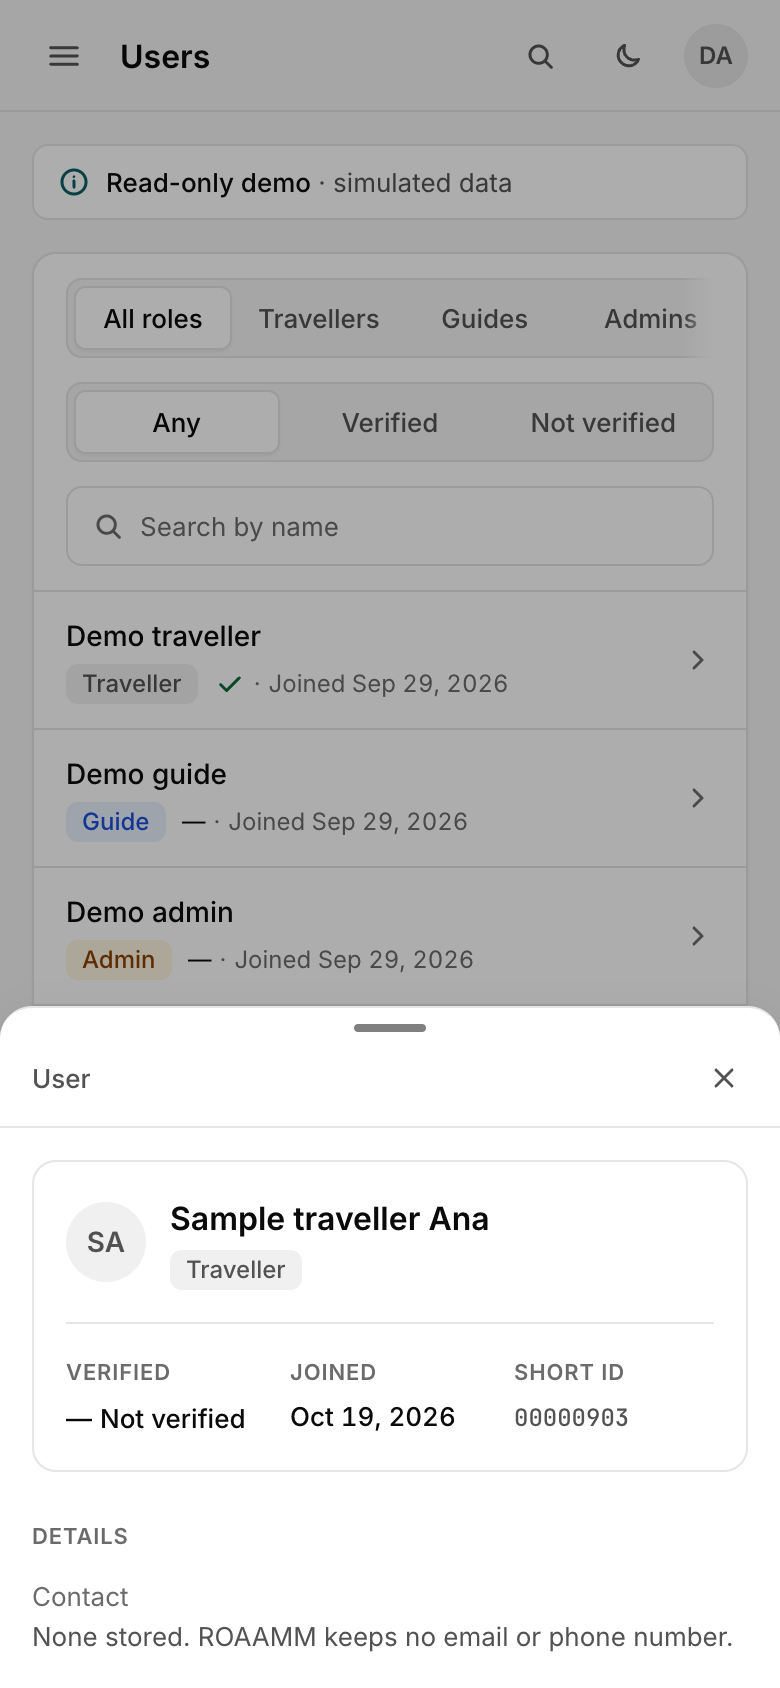 Users
DA
Read-only demo · simulated data
All roles Travellers Guides Admins
Any Verified Not verified
Search by name
Demo traveller
Traveller ✓ · Joined Sep 29, 2026
Demo guide
Guide — · Joined Sep 29, 2026
Demo admin
Admin — · Joined Sep 29, 2026
User
SA
Sample traveller Ana
Traveller
VERIFIED JOINED SHORT ID
— Not verified Oct 19, 2026 00000903
DETAILS
Contact
None stored. ROAAMM keeps no email or phone number.